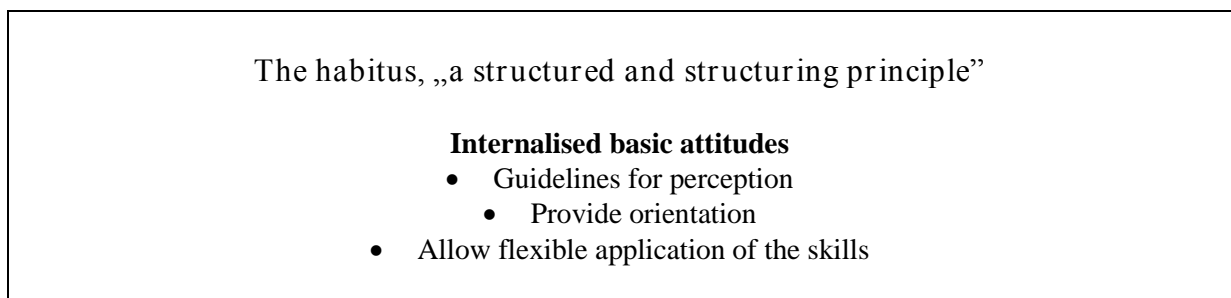 The habitus, „a structured and structuring principle”
Internalised basic attitudes
• Guidelines for perception
• Provide orientation
• Allow flexible application of the skills